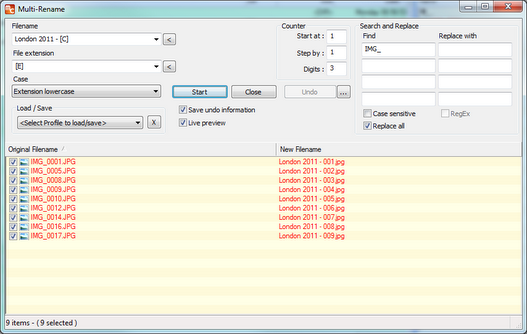 Multi-Rename
Filename
London 2011 - [C]
<
File extension
[E]
<
Case
Extension lowercase
Load / Save
<Select Profile to load/save>
X
Start
Close
Save undo information
Live preview
Counter
Start at : 1
Step by : 1
Digits : 3
Undo
...
Search and Replace
Find
Replace with
IMG_
Case sensitive
RegEx
Replace all
Original Filename
New Filename
IMG_0001.JPG London 2011 - 001.jpg
IMG_0005.JPG London 2011 - 002.jpg
IMG_0008.JPG London 2011 - 003.jpg
IMG_0009.JPG London 2011 - 004.jpg
IMG_0010.JPG London 2011 - 005.jpg
IMG_0012.JPG London 2011 - 006.jpg
IMG_0014.JPG London 2011 - 007.jpg
IMG_0016.JPG London 2011 - 008.jpg
IMG_0017.JPG London 2011 - 009.jpg
9 items - ( 9 selected )